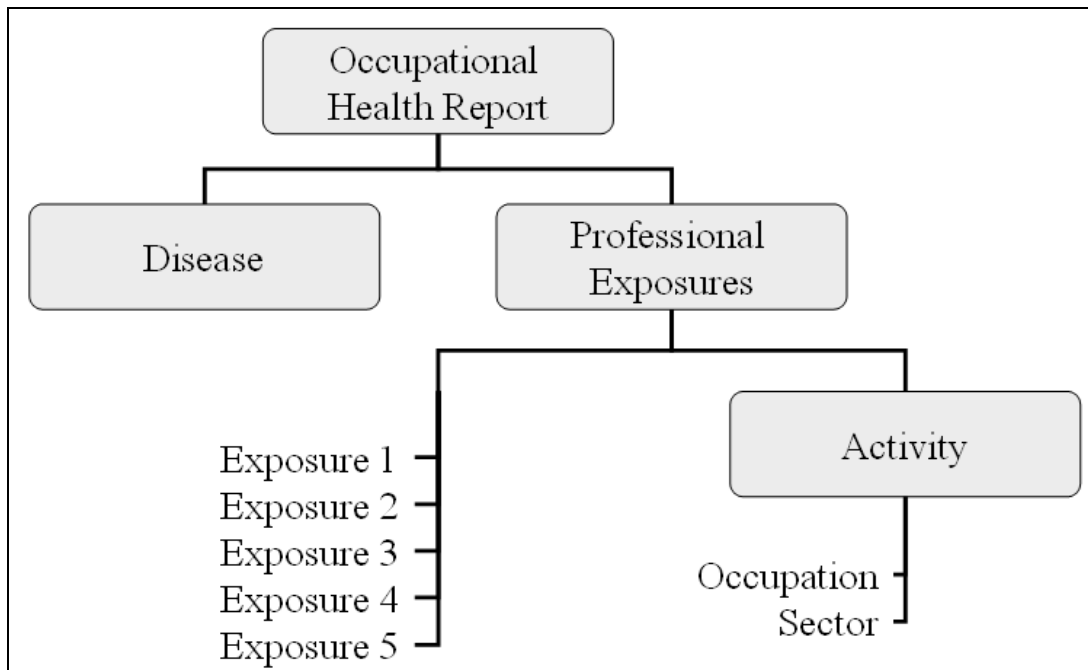 Occupational
Health Report
Disease
Professional
Exposures
Exposure 1
Exposure 2
Exposure 3
Exposure 4
Exposure 5
Activity
Occupation
Sector